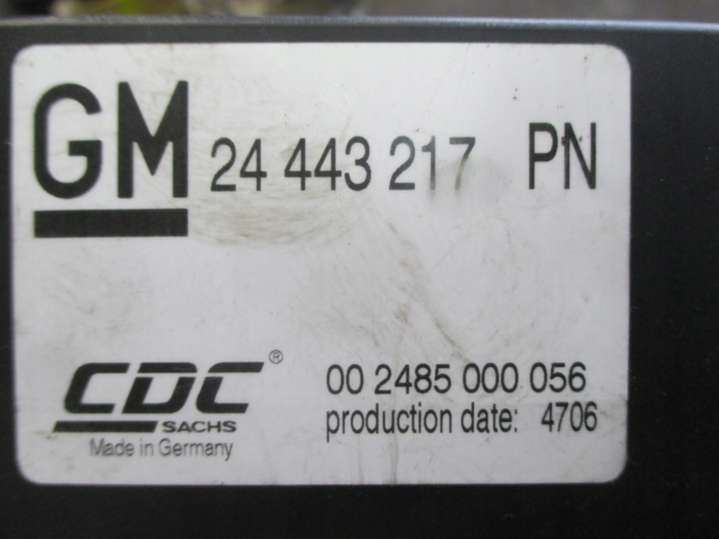 GM 24 443 217 PN
CDC® 00 2485 000 056
SACHS production date: 4706
Made in Germany